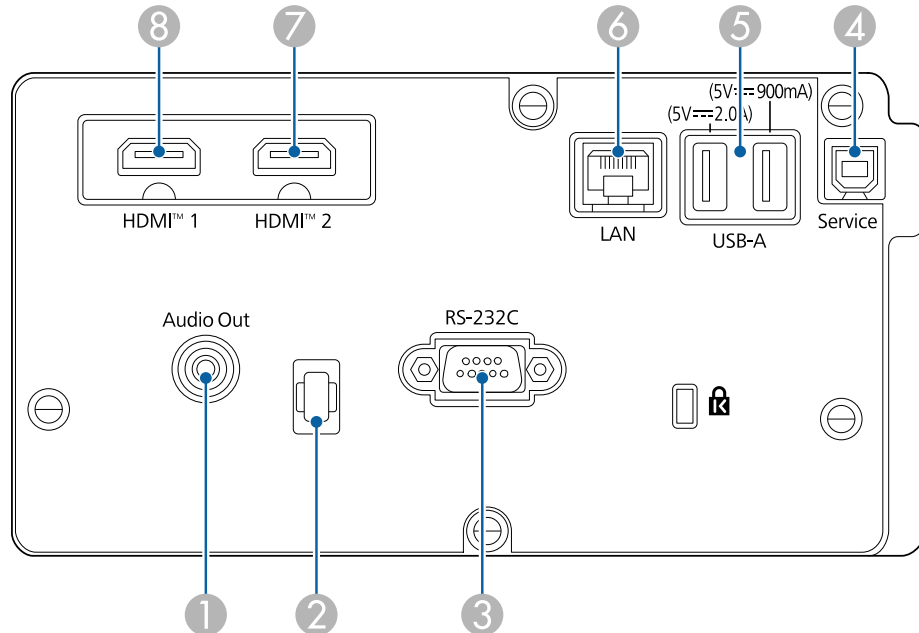 8 7 6 5 4
(5V⎓900mA)
(5V⎓2.0A)
HDMI™ 1 HDMI™ 2 LAN USB-A Service
Audio Out RS-232C
K
1 2 3